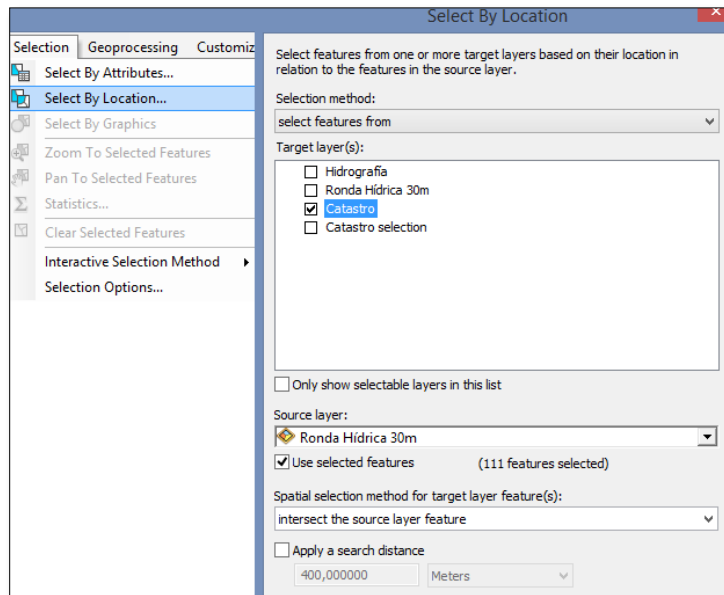 Select By Location
Selection Geoprocessing Customiz
Select By Attributes...
Select By Location...
Select By Graphics
Zoom To Selected Features
Pan To Selected Features
Statistics...
Clear Selected Features
Interactive Selection Method
Selection Options...
Select features from one or more target layers based on their location in
relation to the features in the source layer.
Selection method:
select features from
Target layer(s):
Hidrografía
Ronda Hídrica 30m
Catastro
Catastro selection
Only show selectable layers in this list
Source layer:
Ronda Hídrica 30m
Use selected features (111 features selected)
Spatial selection method for target layer feature(s):
intersect the source layer feature
Apply a search distance
400,000000 Meters